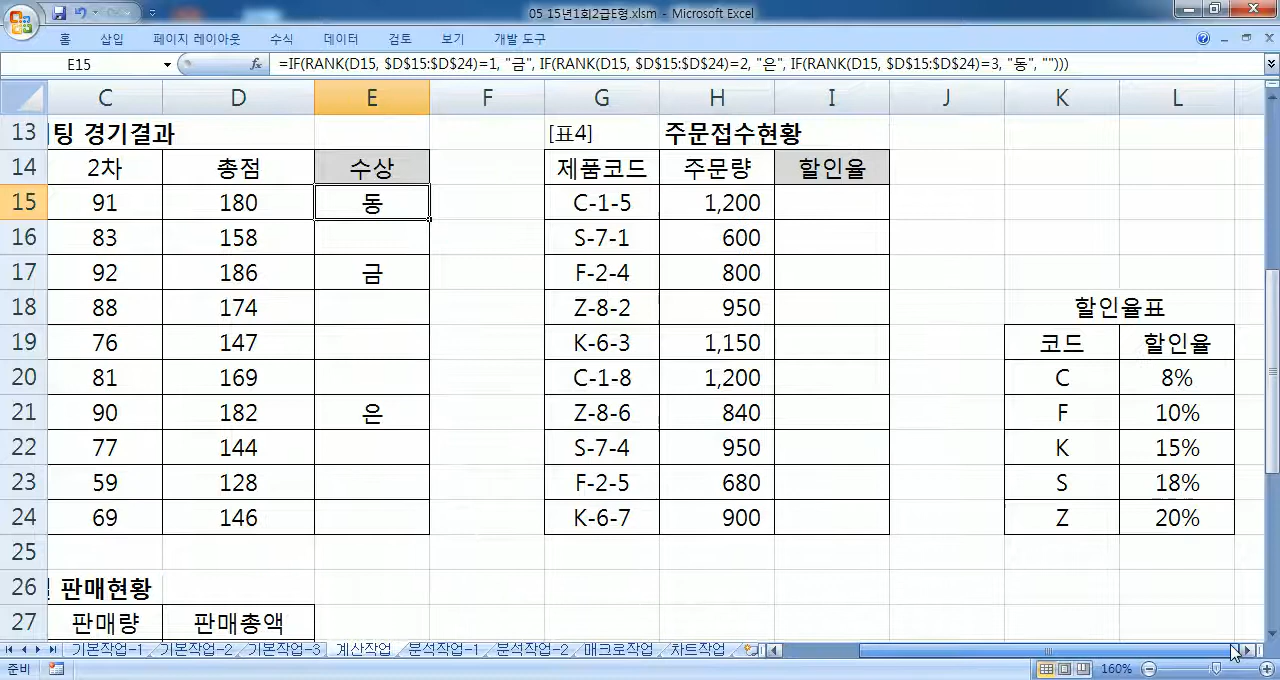 05 15년1회2급E형.xlsm - Microsoft Excel
홈 삽입 페이지 레이아웃 수식 데이터 검토 보기 개발 도구
E15 fx =IF(RANK(D15, $D$15:$D$24)=1, "금", IF(RANK(D15, $D$15:$D$24)=2, "은", IF(RANK(D15, $D$15:$D$24)=3, "동", "")))
C D E F G H I J K L
13 팅 경기결과 [표4] 주문접수현황
14 2차 총점 수상 제품코드 주문량 할인율
15 91 180 동 C-1-5 1,200
16 83 158 S-7-1 600
17 92 186 금 F-2-4 800
18 88 174 Z-8-2 950 할인율표
19 76 147 K-6-3 1,150 코드 할인율
20 81 169 C-1-8 1,200 C 8%
21 90 182 은 Z-8-6 840 F 10%
22 77 144 S-7-4 950 K 15%
23 59 128 F-2-5 680 S 18%
24 69 146 K-6-7 900 Z 20%
25
26 판매현황
27 판매량 판매총액
기본작업-1 기본작업-2 기본작업-3 계산작업 분석작업-1 분석작업-2 매크로작업 차트작업
준비 160%